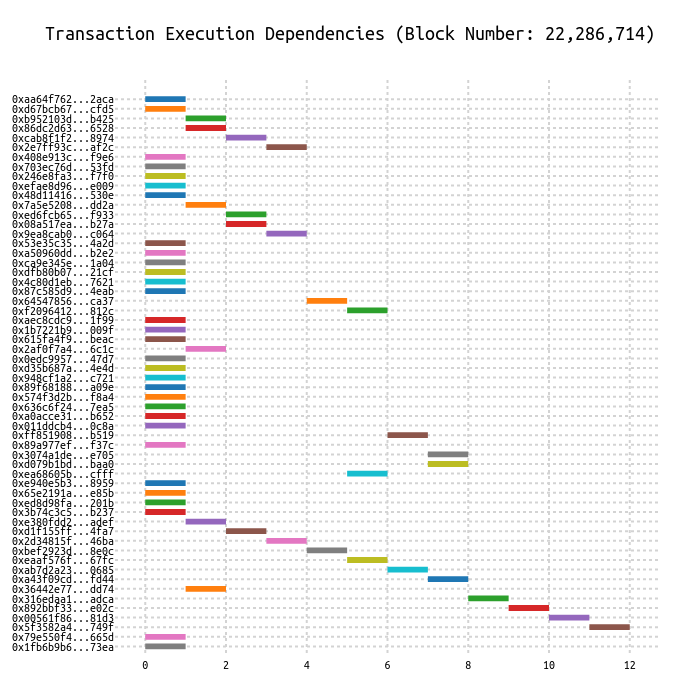 Transaction Execution Dependencies (Block Number: 22,286,714)
0xaa64f762...2aca
0xd67bcb67...cfd5
0xb952103d...b425
0x86dc2d63...6528
0xcab8f1f2...8974
0x2e7ff93c...af2c
0x408e913c...f9e6
0x703ec76d...53fd
0x246e8fa3...f7f0
0xefae8d96...e009
0x48d11416...530e
0x7a5e5208...dd2a
0xed6fcb65...f933
0x08a517ea...b27a
0x9ea8cab0...c064
0x53e35c35...4a2d
0xa50960dd...b2e2
0xca9e345e...1a04
0xdfb80b07...21cf
0x4c80d1eb...7621
0x87c585d9...4eab
0x64547856...ca37
0xf2096412...812c
0xaec8cdc9...1f99
0x1b7221b9...009f
0x615fa4f9...beac
0x2af0f7a4...6c1c
0x0edc9957...47d7
0xd35b687a...4e4d
0x948cf1a2...c721
0x89f68188...a09e
0x574f3d2b...f8a4
0x636c6f24...7ea5
0xa0acce31...b652
0x011ddcb4...0c8a
0xff851908...b519
0x89a977ef...f37c
0x3074a1de...e705
0xd079b1bd...baa0
0xea68605b...cfff
0xe940e5b3...8959
0x65e2191a...e85b
0xed8d98fa...201b
0x3b74c3c5...b237
0xe380fdd2...adef
0xd1f155ff...4fa7
0x2d34815f...46ba
0xbef2923d...8e0c
0xeaaf576f...67fc
0xab7d2a23...0685
0xa43f09cd...fd44
0x36442e77...dd74
0x316edaa1...adca
0x892bbf33...e02c
0x00561f86...81d3
0x5f3582a4...749f
0x79e550f4...665d
0x1fb6b9b6...73ea
0 2 4 6 8 10 12